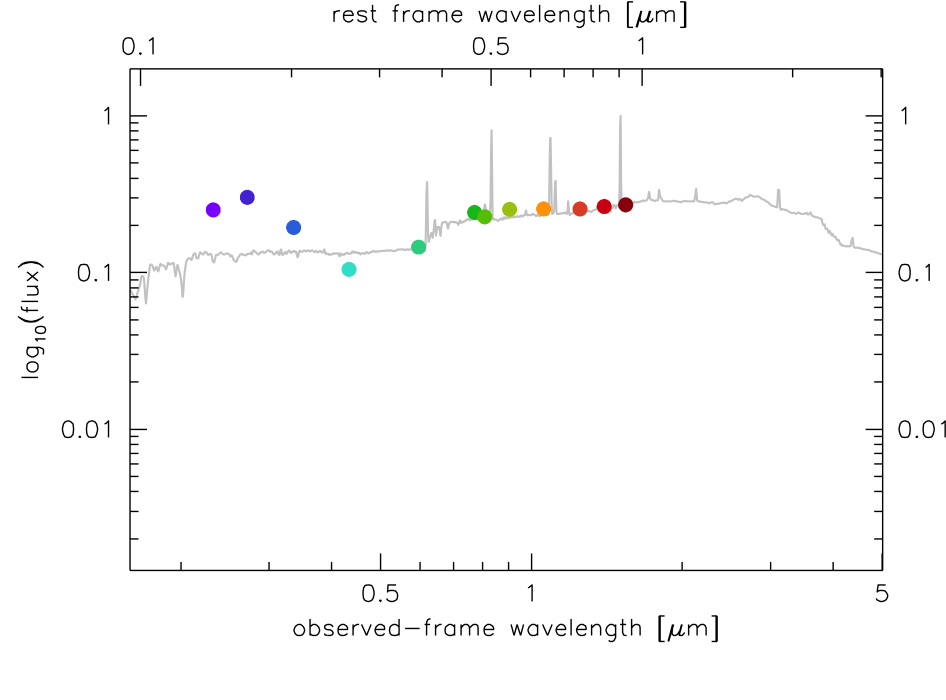 rest frame wavelength [μm]
0.1 0.5 1
1 1
0.1 0.1
0.01 0.01
log10(flux)
0.5 1 5
observed-frame wavelength [μm]